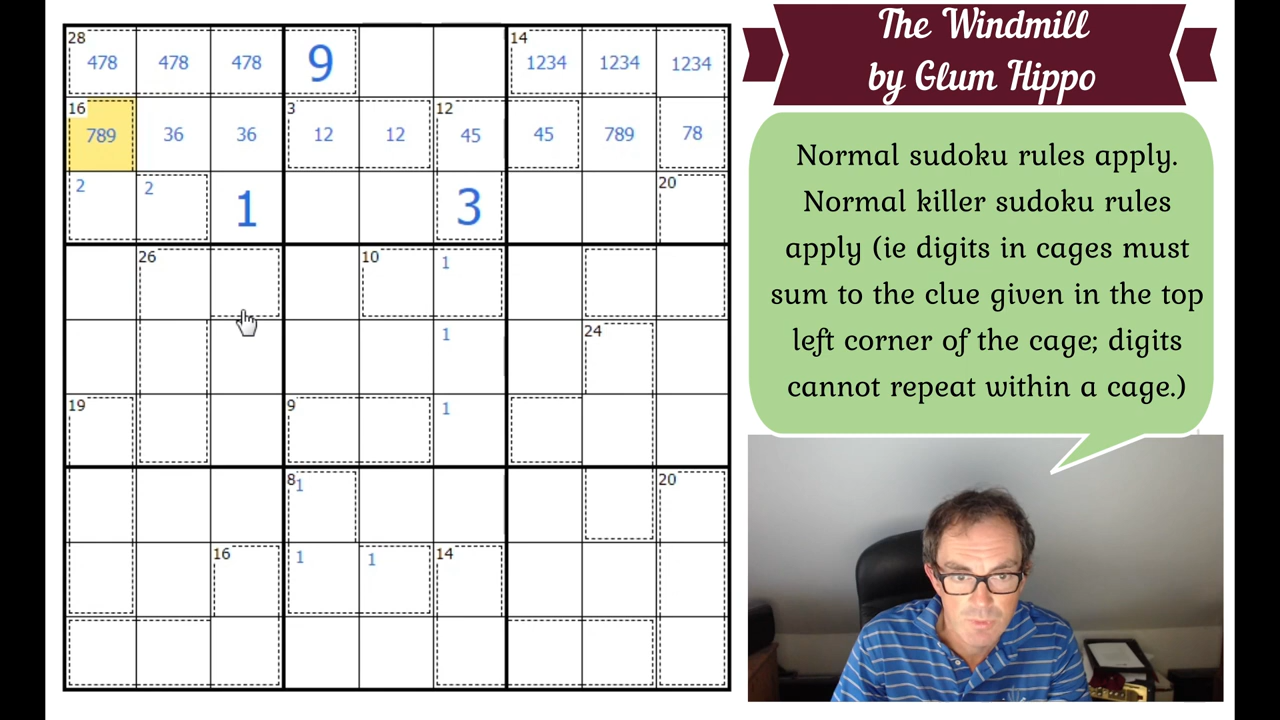 The Windmill
by Glum Hippo
Normal sudoku rules apply.
Normal killer sudoku rules
apply (ie digits in cages must
sum to the clue given in the top
left corner of the cage; digits
cannot repeat within a cage.)
28 478 478 478 9 14 1234 1234 1234
16 789 36 36 3 12 12 12 45 45 789 78
2 2 1 3 20
26 10 1
1 24
19 9 1
8 1 20
16 1 1 14